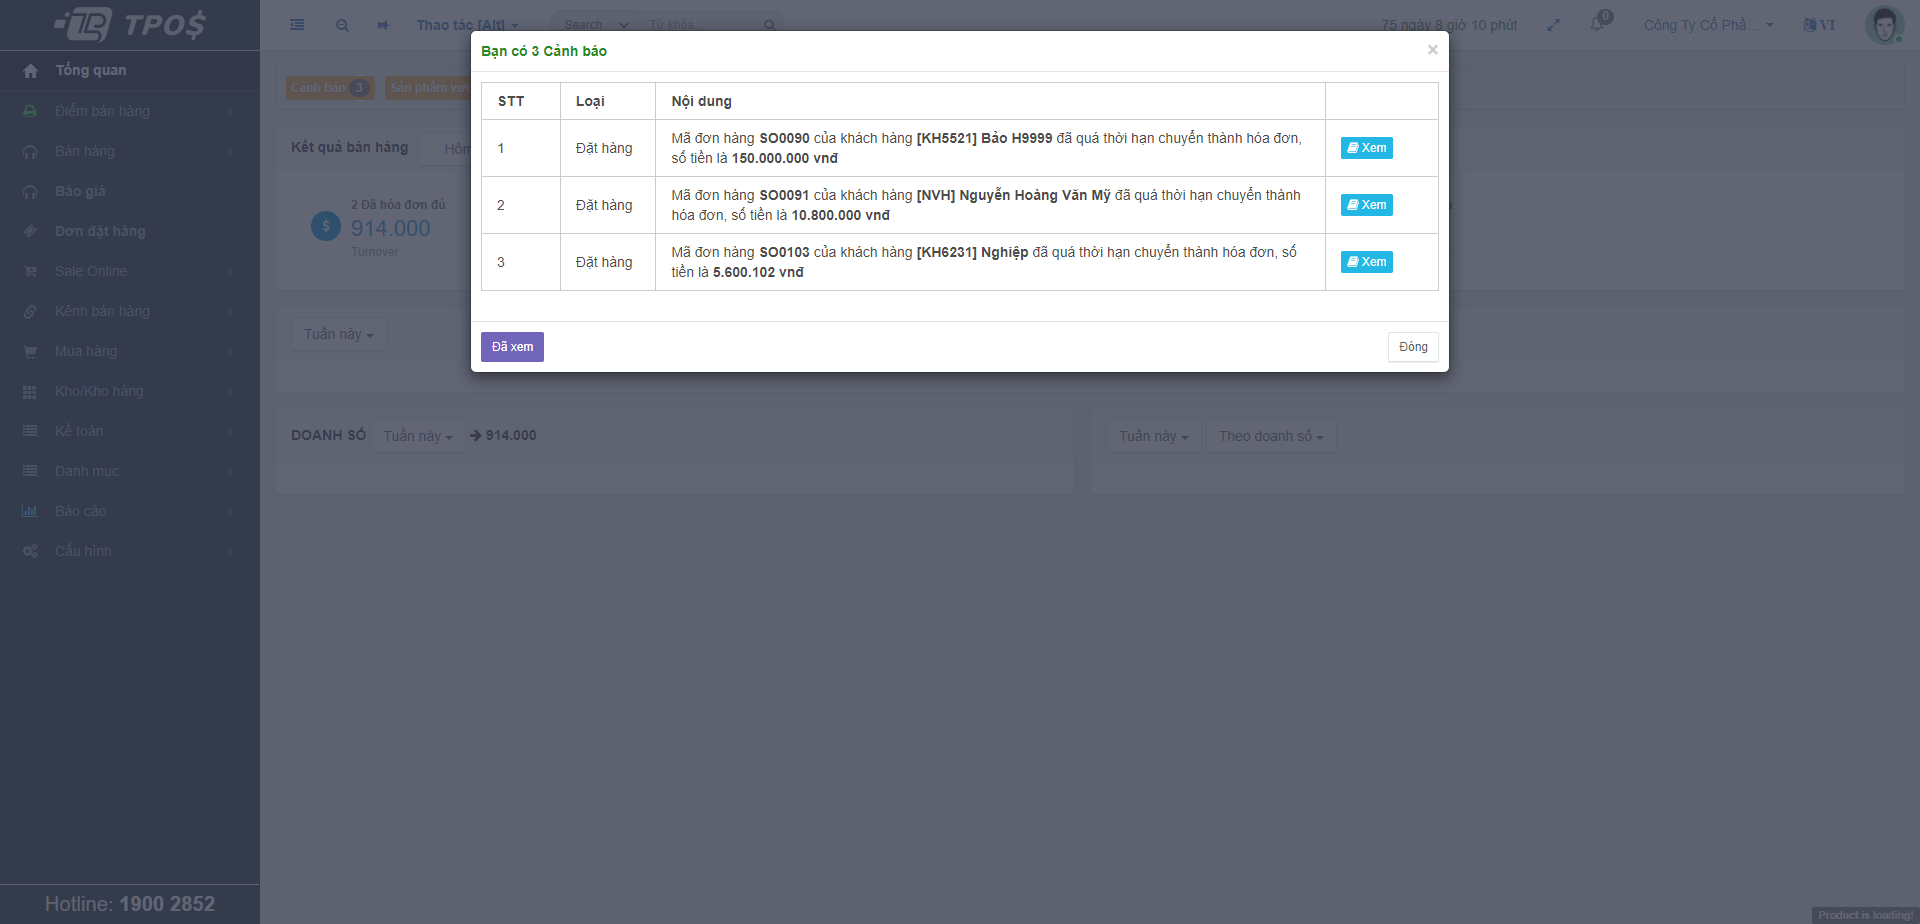 TPO$
Thao tác [Alt]
Search
Từ khóa
75 ngày 8 giờ 10 phút
0
Công Ty Cổ Phầ...
VI
Tổng quan
Điểm bán hàng
Bán hàng
Báo giá
Đơn đặt hàng
Sale Online
Kênh bán hàng
Mua hàng
Kho/Kho hàng
Kế toán
Danh mục
Báo cáo
Cấu hình
Hotline: 1900 2852
Cảnh báo 3
Sản phẩm
Kết quả bán hàng
2 Đã hóa đơn đủ
914.000
Turnover
Bạn có 3 Cảnh báo
×
STT Loại Nội dung
1 Đặt hàng Mã đơn hàng SO0090 của khách hàng [KH5521] Bảo H9999 đã quá thời hạn chuyển thành hóa đơn,
số tiền là 150.000.000 vnđ
Xem
2 Đặt hàng Mã đơn hàng SO0091 của khách hàng [NVH] Nguyễn Hoàng Văn Mỹ đã quá thời hạn chuyển thành
hóa đơn, số tiền là 10.800.000 vnđ
Xem
3 Đặt hàng Mã đơn hàng SO0103 của khách hàng [KH6231] Nghiệp đã quá thời hạn chuyển thành hóa đơn, số
tiền là 5.600.102 vnđ
Xem
Đã xem
Đóng
Tuần này
DOANH SỐ Tuần này 914.000
Tuần này Theo doanh số
Product is loading!